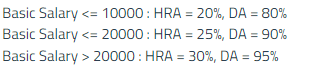 Basic Salary <= 10000 : HRA = 20%, DA = 80%
Basic Salary <= 20000 : HRA = 25%, DA = 90%
Basic Salary > 20000 : HRA = 30%, DA = 95%